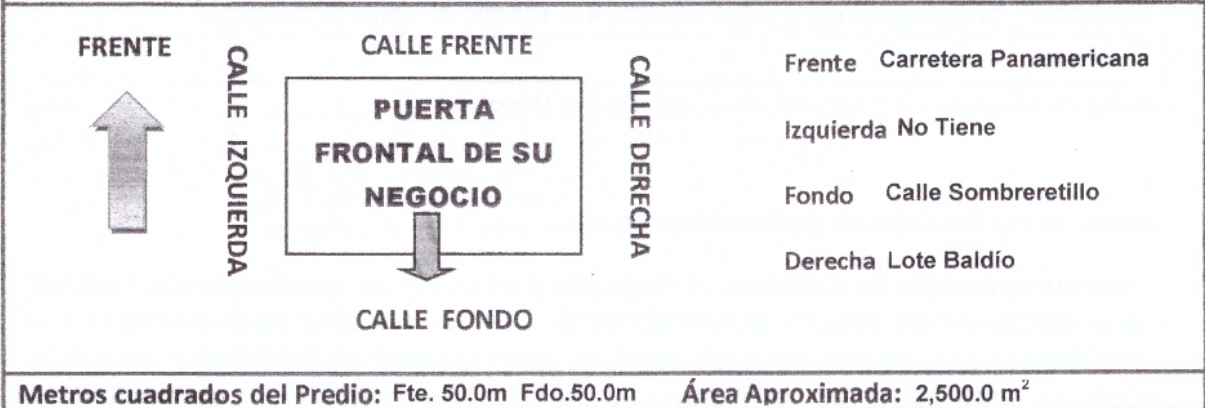 FRENTE
CALLE IZQUIERDA
CALLE FRENTE
PUERTA
FRONTAL DE SU
NEGOCIO
CALLE DERECHA
CALLE FONDO
Frente Carretera Panamericana
Izquierda No Tiene
Fondo Calle Sombreretillo
Derecha Lote Baldío
Metros cuadrados del Predio: Fte. 50.0m Fdo.50.0m Área Aproximada: 2,500.0 m²